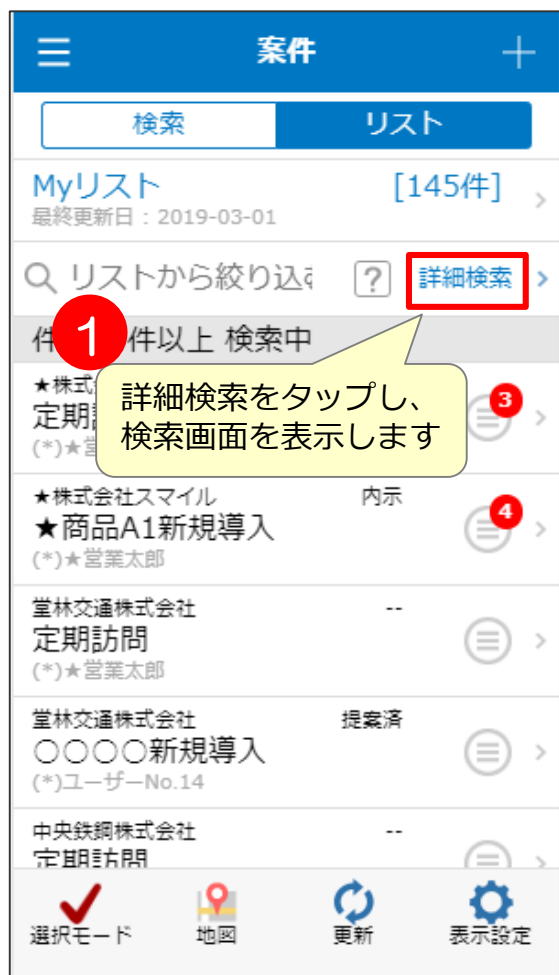 案件
検索 リスト
Myリスト [145件]
最終更新日：2019-03-01
リストから絞り込 ? 詳細検索
1
件 件以上 検索中
詳細検索をタップし、
検索画面を表示します
★株式
定期 3
(*)★
★株式会社スマイル 内示
★商品A1新規導入 4
(*)★営業太郎
堂林交通株式会社 --
定期訪問
(*)★営業太郎
堂林交通株式会社 提案済
○○○○新規導入
(*)ユーザーNo.14
中央鉄鋼株式会社 --
定期訪問
選択モード 地図 更新 表示設定